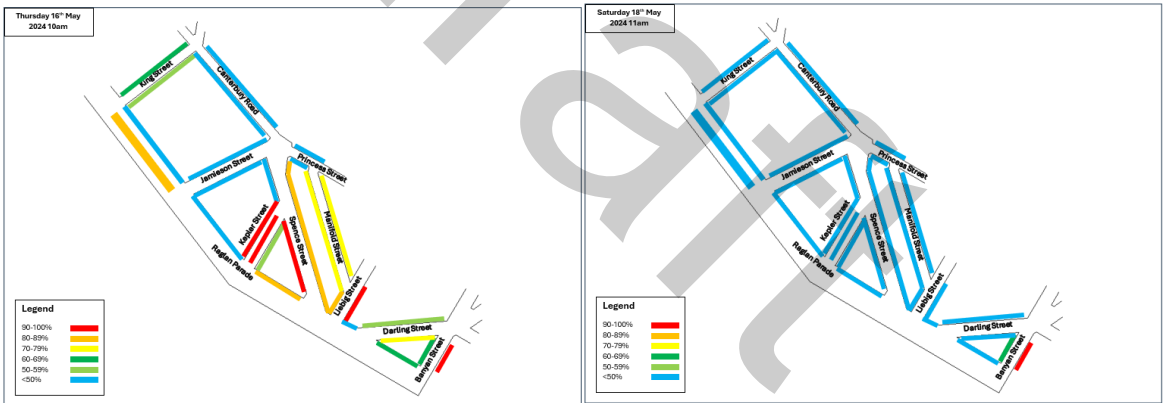 Thursday 16th May
2024 10am
King Street
Canterbury Road
Jamieson Street
Princess Street
Kepler Street
Spence Street
Manifold Street
Raglan Parade
Liebig Street
Darling Street
Banyan Street
Legend
90-100%
80-89%
70-79%
60-69%
50-59%
<50%
Saturday 18th May
2024 11am
King Street
Canterbury Road
Jamieson Street
Princess Street
Kepler Street
Spence Street
Manifold Street
Raglan Parade
Liebig Street
Darling Street
Banyan Street
Legend
90-100%
80-89%
70-79%
60-69%
50-59%
<50%